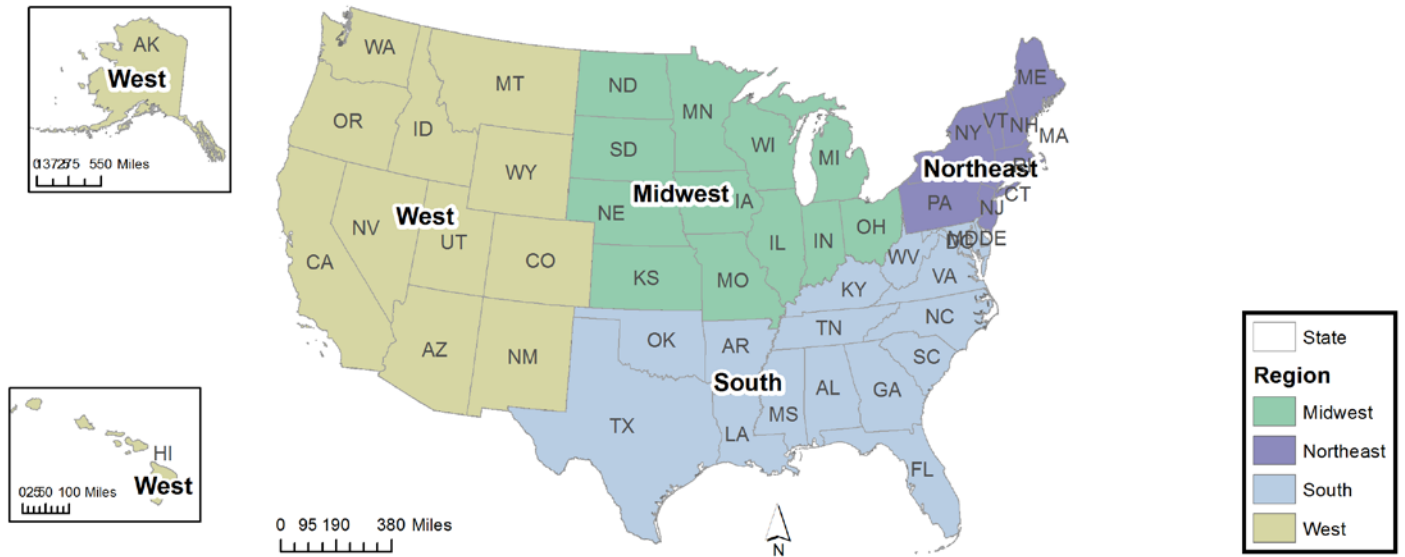 AK
West
013725 275 550 Miles
HI
West
02550 100 Miles
WA
MT
ND
MN
ME
OR
ID
SD
WI
MI
NY
VT
NH
MA
RI
Northeast
WY
NE
Midwest
IA
PA
CT
NJ
NV
West
UT
CO
IL
IN
OH
MD
DE
DC
WV
VA
CA
KS
MO
KY
AZ
NM
OK
AR
TN
NC
SC
South
TX
LA
MS
AL
GA
FL
0 95 190 380 Miles
N
State
Region
Midwest
Northeast
South
West